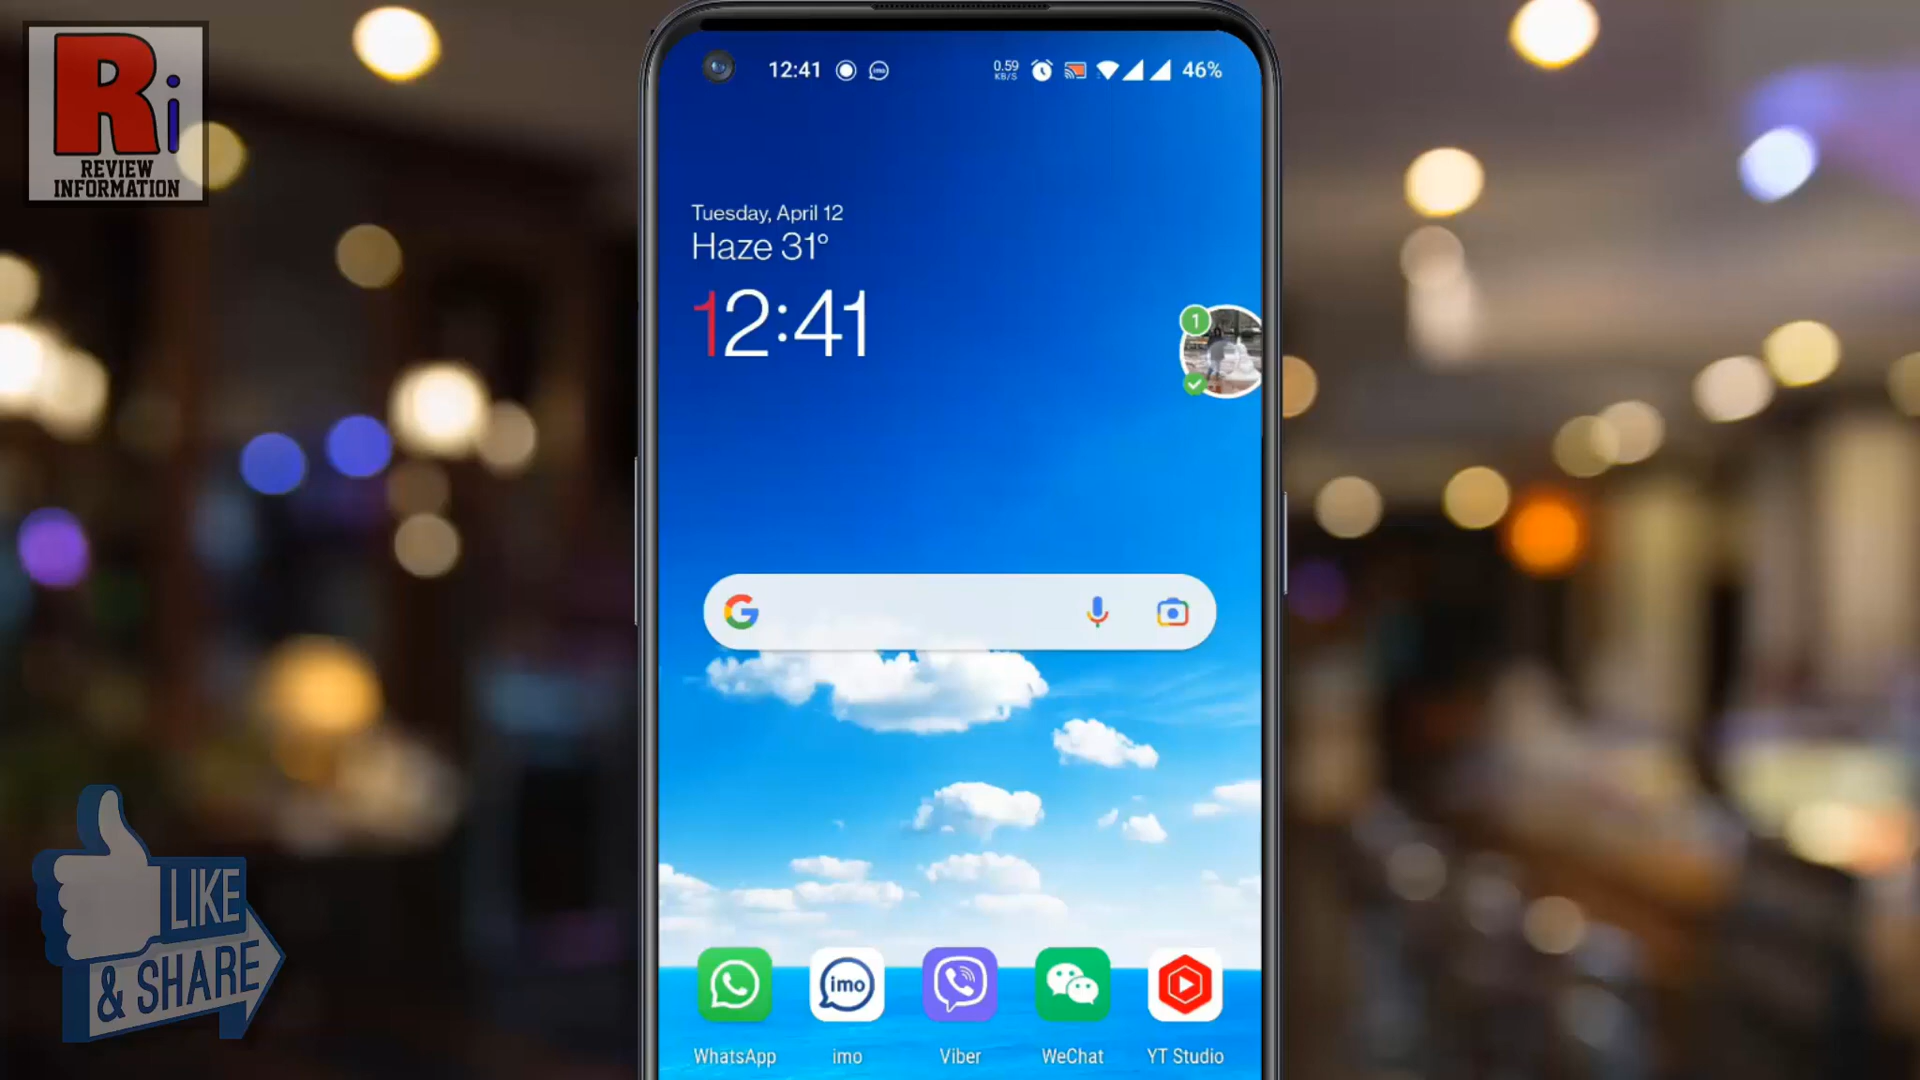 Ri
REVIEW
INFORMATION
12:41
imo
0.59
KB/S
46%
Tuesday, April 12
Haze 31°
12:41
1
G
LIKE
& SHARE
imo
WhatsApp
imo
Viber
WeChat
YT Studio